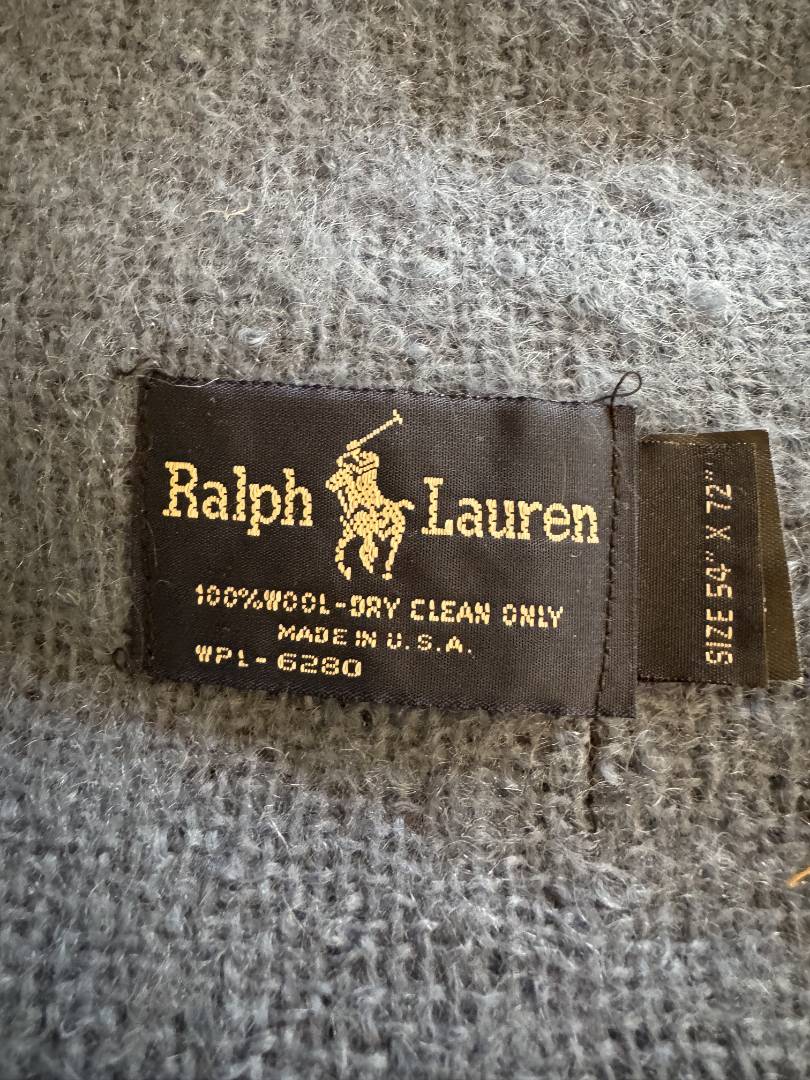 Ralph Lauren
100%WOOL-DRY CLEAN ONLY
MADE IN U.S.A.
WPL-6280
SIZE 54" X 72"